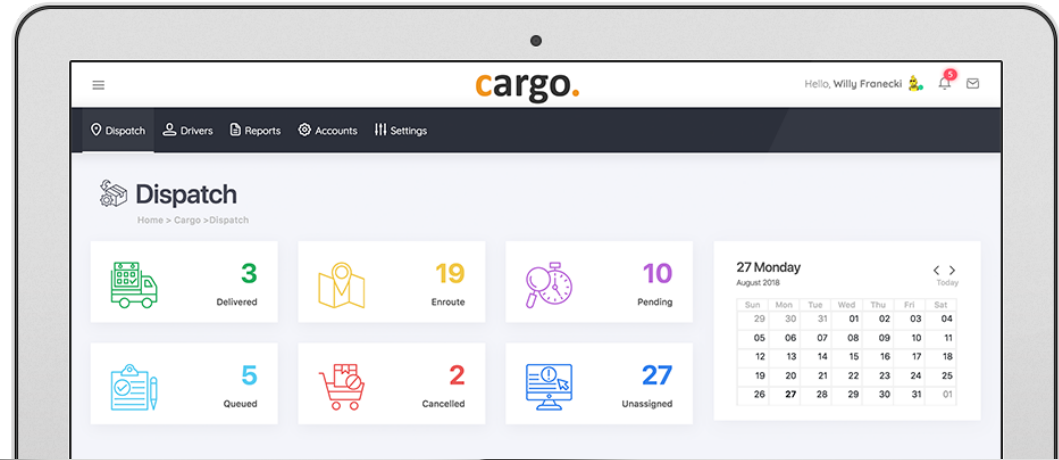 cargo.
Hello, Willy Franecki
5
Dispatch Drivers Reports Accounts Settings
Dispatch
Home > Cargo >Dispatch
3
Delivered
19
Enroute
10
Pending
5
Queued
2
Cancelled
27
Unassigned
27 Monday
August 2018
< >
Today
Sun Mon Tue Wed Thu Fri Sat
29 30 31 01 02 03 04
05 06 07 08 09 10 11
12 13 14 15 16 17 18
19 20 21 22 23 24 25
26 27 28 29 30 31 01